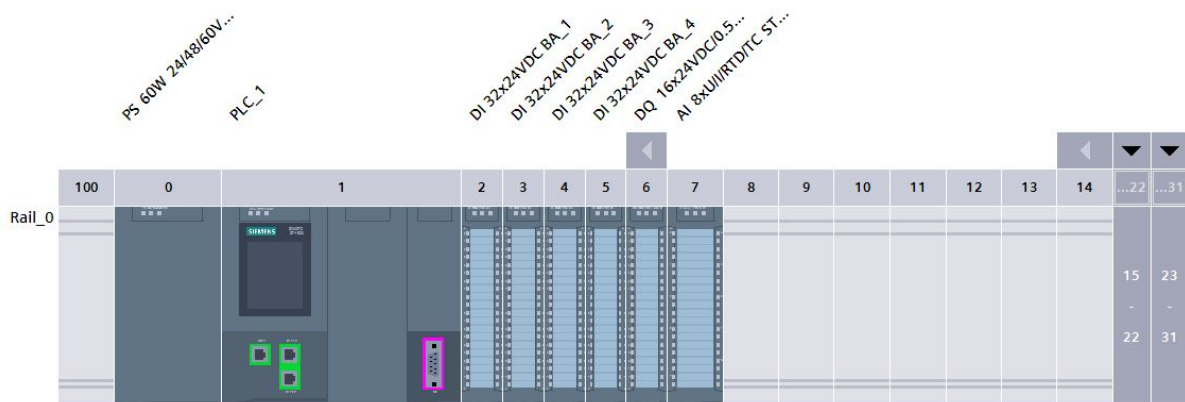 PS 60W 24/48/60V...
PLC_1
DI 32x24VDC BA_1
DI 32x24VDC BA_2
DI 32x24VDC BA_3
DI 32x24VDC BA_4
DQ 16x24VDC/0.5...
AI 8xU/I/RTD/TC ST...
100 0 1 2 3 4 5 6 7 8 9 10 11 12 13 14 ...22 ...31
Rail_0
SIEMENS
15 23
- -
22 31